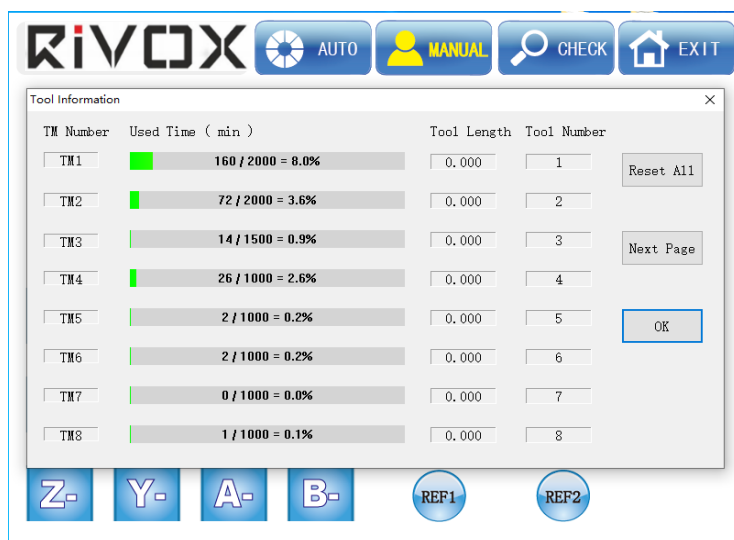 RiVOX AUTO MANUAL CHECK EXIT
Tool Information
TM Number Used Time ( min ) Tool Length Tool Number
TM1 160 / 2000 = 8.0% 0.000 1
Reset All
TM2 72 / 2000 = 3.6% 0.000 2
TM3 14 / 1500 = 0.9% 0.000 3
Next Page
TM4 26 / 1000 = 2.6% 0.000 4
TM5 2 / 1000 = 0.2% 0.000 5
OK
TM6 2 / 1000 = 0.2% 0.000 6
TM7 0 / 1000 = 0.0% 0.000 7
TM8 1 / 1000 = 0.1% 0.000 8
Z- Y- A- B- REF1 REF2